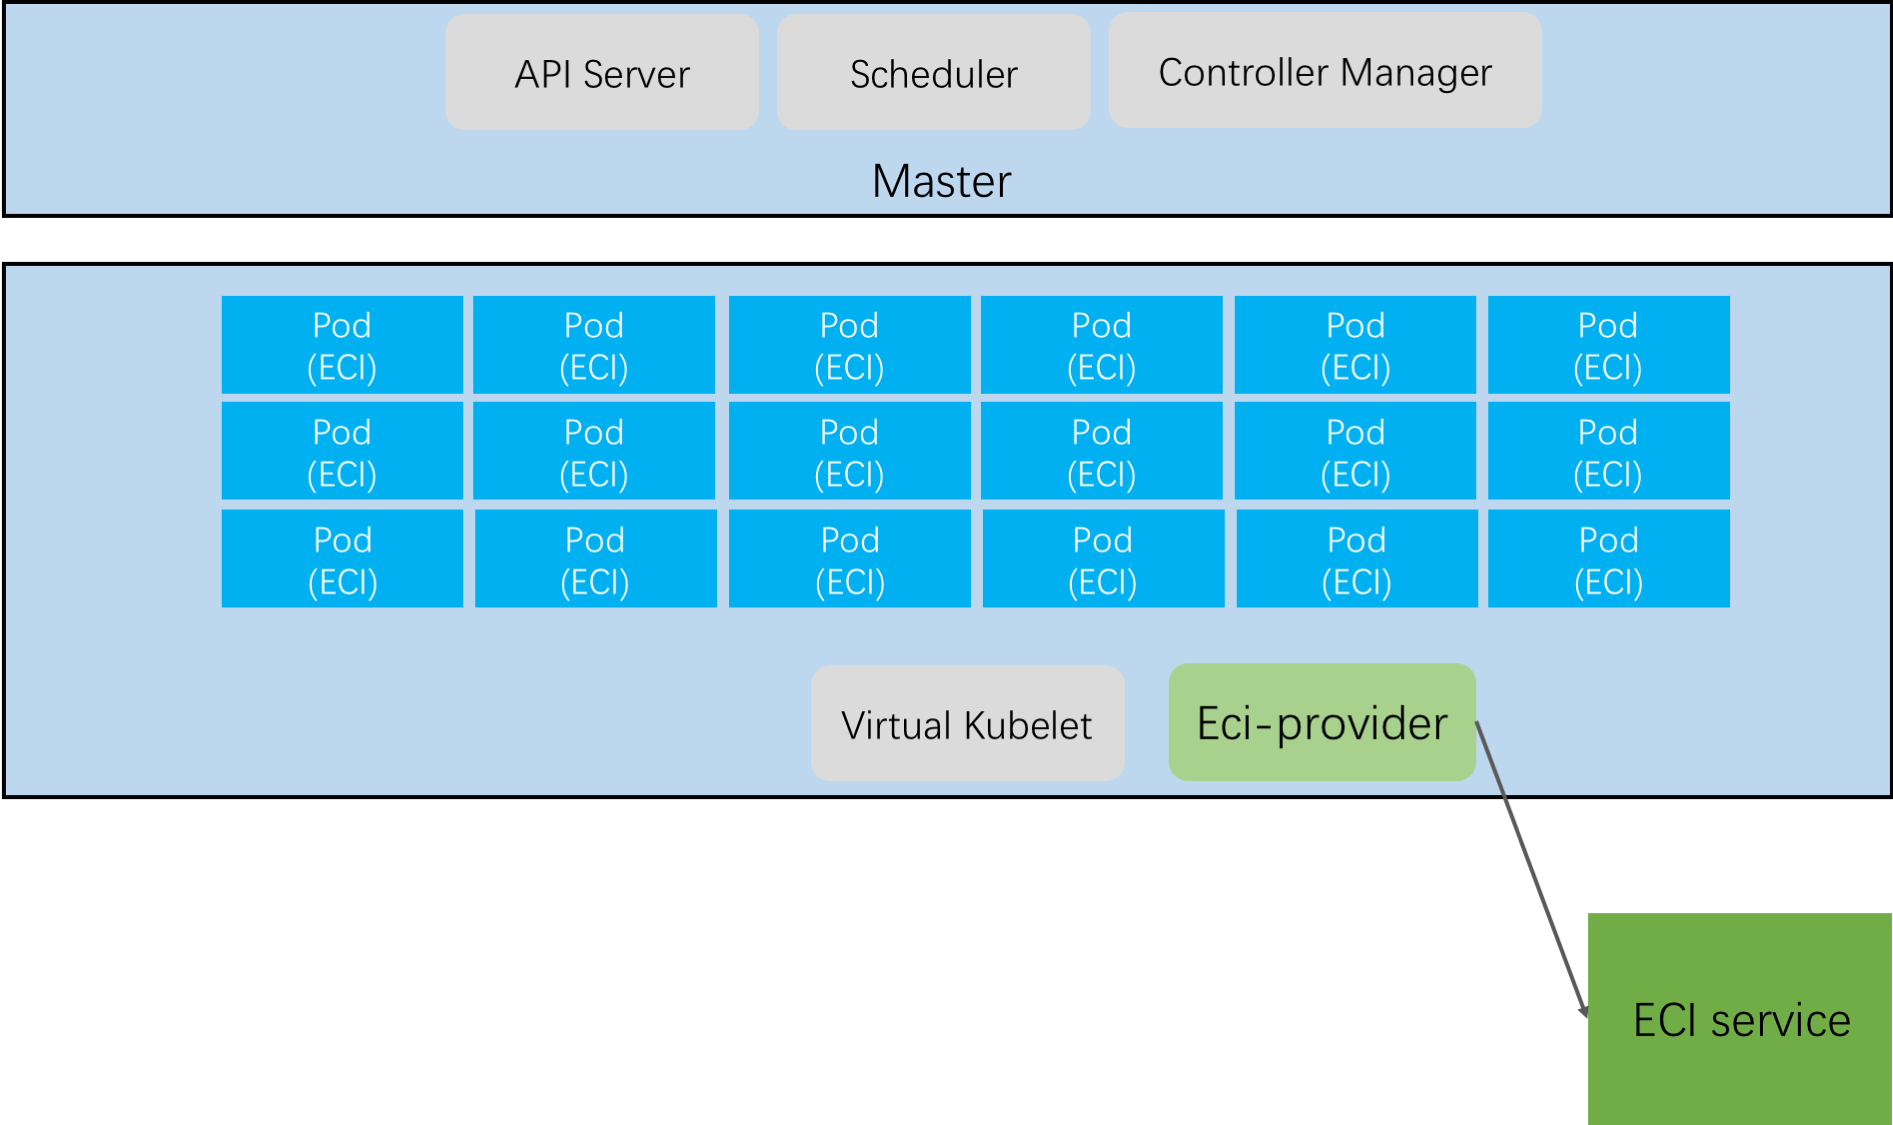 API Server
Scheduler
Controller Manager
Master
Pod
(ECI)
Pod
(ECI)
Pod
(ECI)
Pod
(ECI)
Pod
(ECI)
Pod
(ECI)
Pod
(ECI)
Pod
(ECI)
Pod
(ECI)
Pod
(ECI)
Pod
(ECI)
Pod
(ECI)
Pod
(ECI)
Pod
(ECI)
Pod
(ECI)
Pod
(ECI)
Pod
(ECI)
Pod
(ECI)
Virtual Kubelet
Eci-provider
ECI service